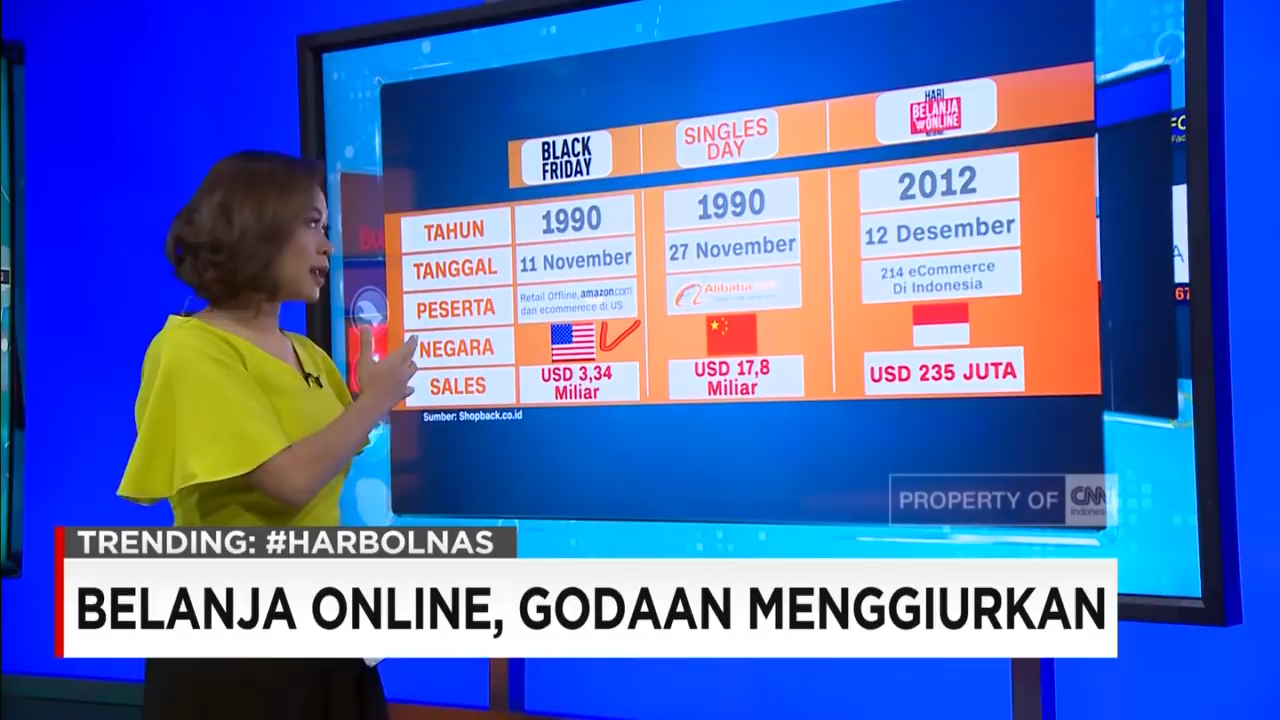 BLACK
FRIDAY
SINGLES
DAY
HARI
BELANJA
ONLINE
TAHUN
1990
1990
2012
TANGGAL
11 November
27 November
12 Desember
PESERTA
Retail Offline, amazon.com
dan ecommerece di US
Alibaba.com
214 eCommerce
Di Indonesia
NEGARA
SALES
USD 3,34
Miliar
USD 17,8
Miliar
USD 235 JUTA
Sumber: Shopback.co.id
PROPERTY OF CNN
Indonesia
TRENDING: #HARBOLNAS
BELANJA ONLINE, GODAAN MENGGIURKAN